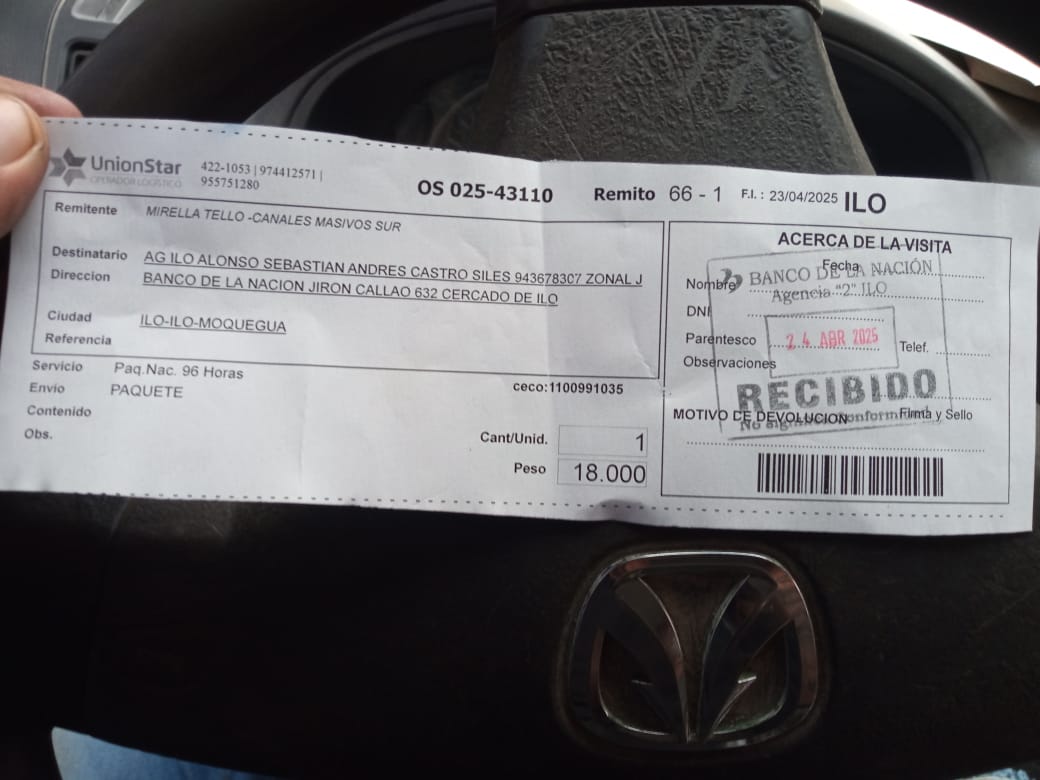 UnionStar
OPERADOR LOGISTICO
422-1053 | 974412571 |
955751280
OS 025-43110
Remito 66 - 1
F.I. : 23/04/2025 ILO
Remitente MIRELLA TELLO -CANALES MASIVOS SUR
Destinatario AG ILO ALONSO SEBASTIAN ANDRES CASTRO SILES 943678307 ZONAL J
Direccion BANCO DE LA NACION JIRON CALLAO 632 CERCADO DE ILO
Ciudad ILO-ILO-MOQUEGUA
Referencia
Servicio Paq.Nac. 96 Horas
Envio PAQUETE
ceco:1100991035
Contenido
Obs.
Cant/Unid. 1
Peso 18.000
ACERCA DE LA VISITA
Fecha
Nombre
DNI
Parentesco
Telef.
Observaciones
MOTIVO DE DEVOLUCION
Firma y Sello
BANCO DE LA NACIÓN
Agencia "2" ILO
24 ABR 2025
RECIBIDO